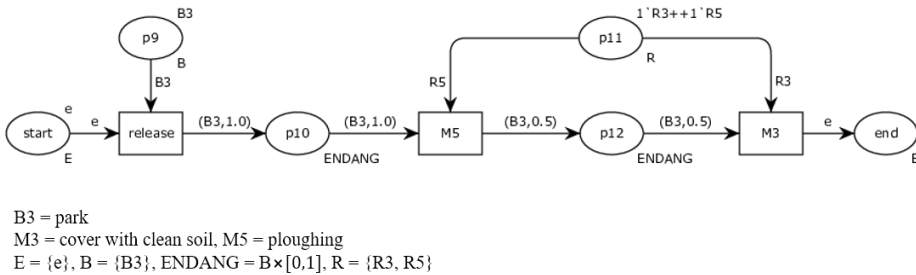 B3
1`R3++1`R5
p9
p11
B
R
B3
R5
R3
e
start
e
release
(B3,1.0)
p10
(B3,1.0)
M5
(B3,0.5)
p12
(B3,0.5)
M3
e
end
E
ENDANG
ENDANG
E
B3 = park
M3 = cover with clean soil, M5 = ploughing
E = {e}, B = {B3}, ENDANG = B×[0,1], R = {R3, R5}